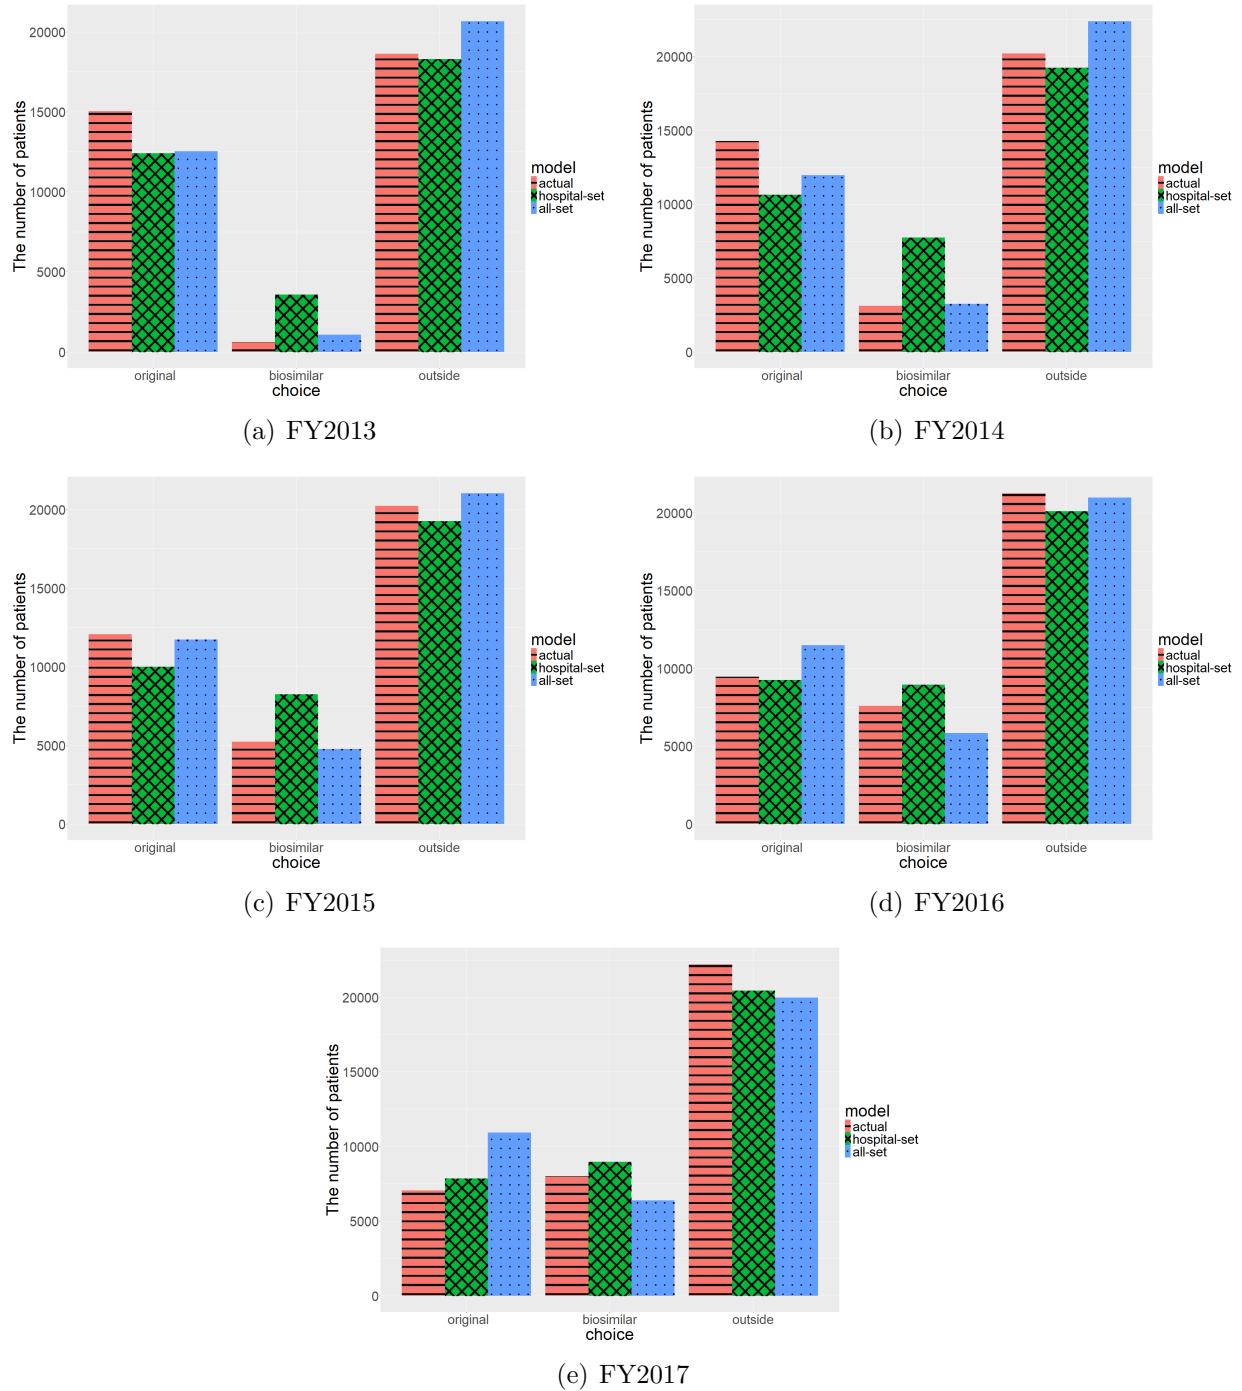 The number of patients
20000
15000
10000
5000
0
original biosimilar outside
choice
model
actual
hospital-set
all-set
(a) FY2013
The number of patients
20000
15000
10000
5000
0
original biosimilar outside
choice
model
actual
hospital-set
all-set
(b) FY2014
The number of patients
20000
15000
10000
5000
0
original biosimilar outside
choice
model
actual
hospital-set
all-set
(c) FY2015
The number of patients
20000
15000
10000
5000
0
original biosimilar outside
choice
model
actual
hospital-set
all-set
(d) FY2016
The number of patients
20000
15000
10000
5000
0
original biosimilar outside
choice
model
actual
hospital-set
all-set
(e) FY2017